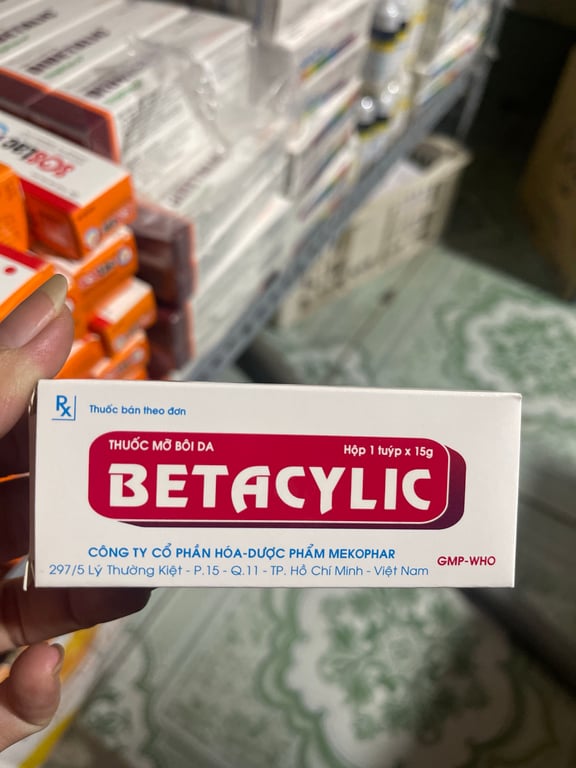 Rx Thuốc bán theo đơn
THUỐC MỠ BÔI DA Hộp 1 tuýp x 15g
BETACYLIC
CÔNG TY CỔ PHẦN HÓA-DƯỢC PHẨM MEKOPHAR
297/5 Lý Thường Kiệt - P.15 - Q.11 - TP. Hồ Chí Minh - Việt Nam
GMP-WHO